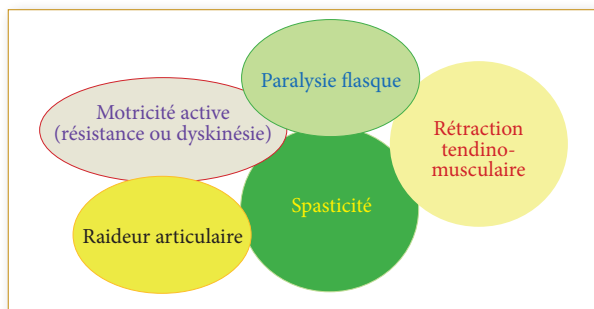 Paralysie flasque
Motricité active
(résistance ou dyskinésie)
Rétraction
tendino-
musculaire
Spasticité
Raideur articulaire